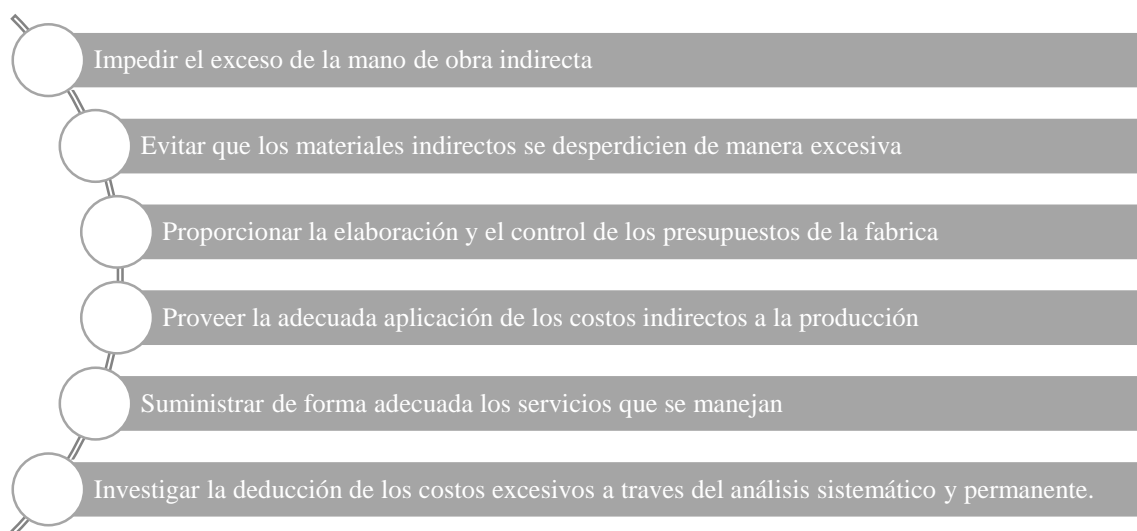 Impedir el exceso de la mano de obra indirecta
Evitar que los materiales indirectos se desperdicien de manera excesiva
Proporcionar la elaboración y el control de los presupuestos de la fabrica
Proveer la adecuada aplicación de los costos indirectos a la producción
Suministrar de forma adecuada los servicios que se manejan
Investigar la deducción de los costos excesivos a traves del análisis sistemático y permanente.